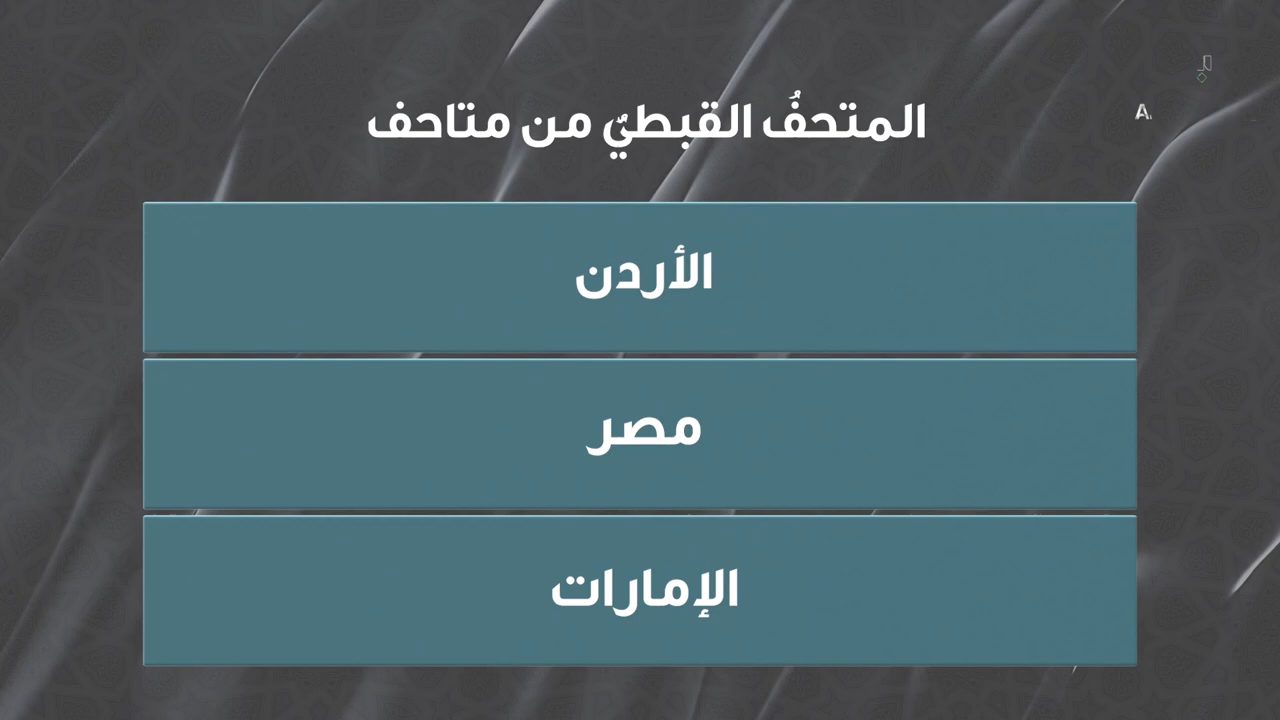 المتحفُ القبطيٌ من متاحف
الأردن
مصر
الإمارات